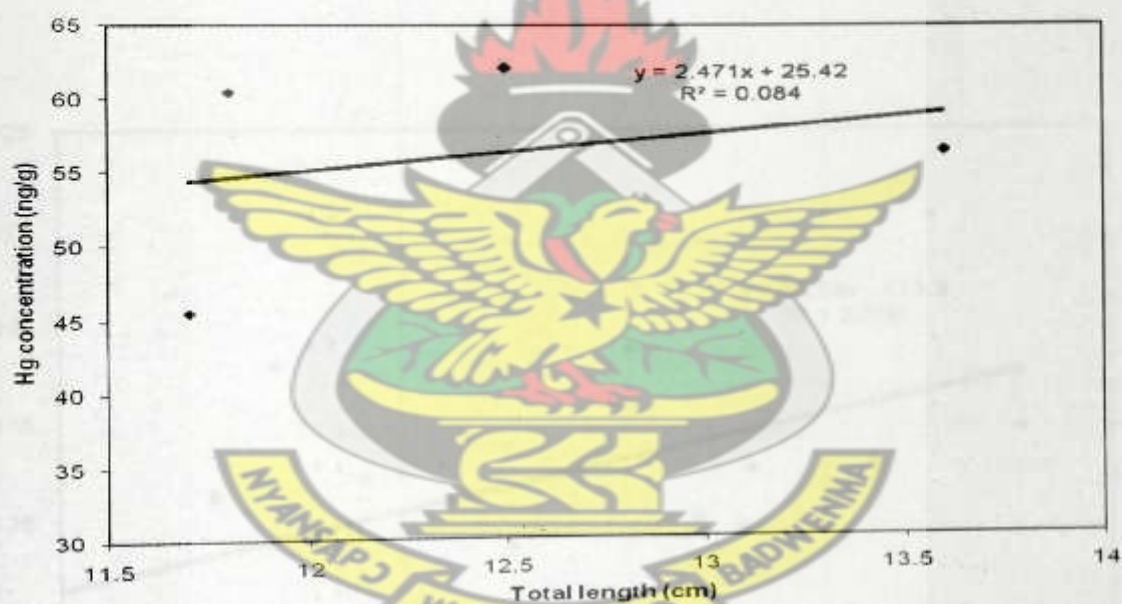 65
60
55
50
45
40
35
30
Hg concentration (ng/g)
y = 2.471x + 25.42
R² = 0.084
11.5 12 12.5 13 13.5 14
Total length (cm)
NYANSAPƆ
BADWENMA